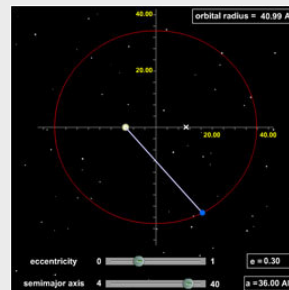 40.00
orbital radius = 40.99 A
20.00
20.00
40.00
eccentricity 0 1 e = 0.30
semimajor axis 4 40 a=36.00 AU